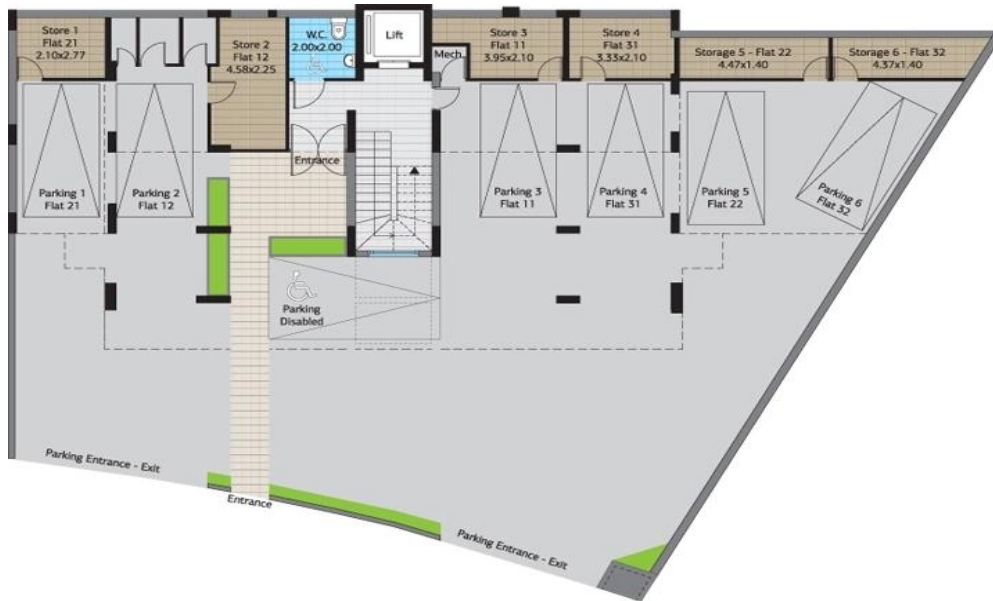 Store 1
Flat 21
2.10x2.77
Store 2
Flat 12
4.58x2.25
W.C.
2.00x2.00
Lift
Mech.
Store 3
Flat 11
3.95x2.10
Store 4
Flat 31
3.33x2.10
Storage 5 - Flat 22
4.47x1.40
Storage 6 - Flat 32
4.37x1.40
Entrance
Parking 1
Flat 21
Parking 2
Flat 12
Parking 3
Flat 11
Parking 4
Flat 31
Parking 5
Flat 22
Parking 6
Flat 32
Parking
Disabled
Parking Entrance - Exit
Entrance
Parking Entrance - Exit